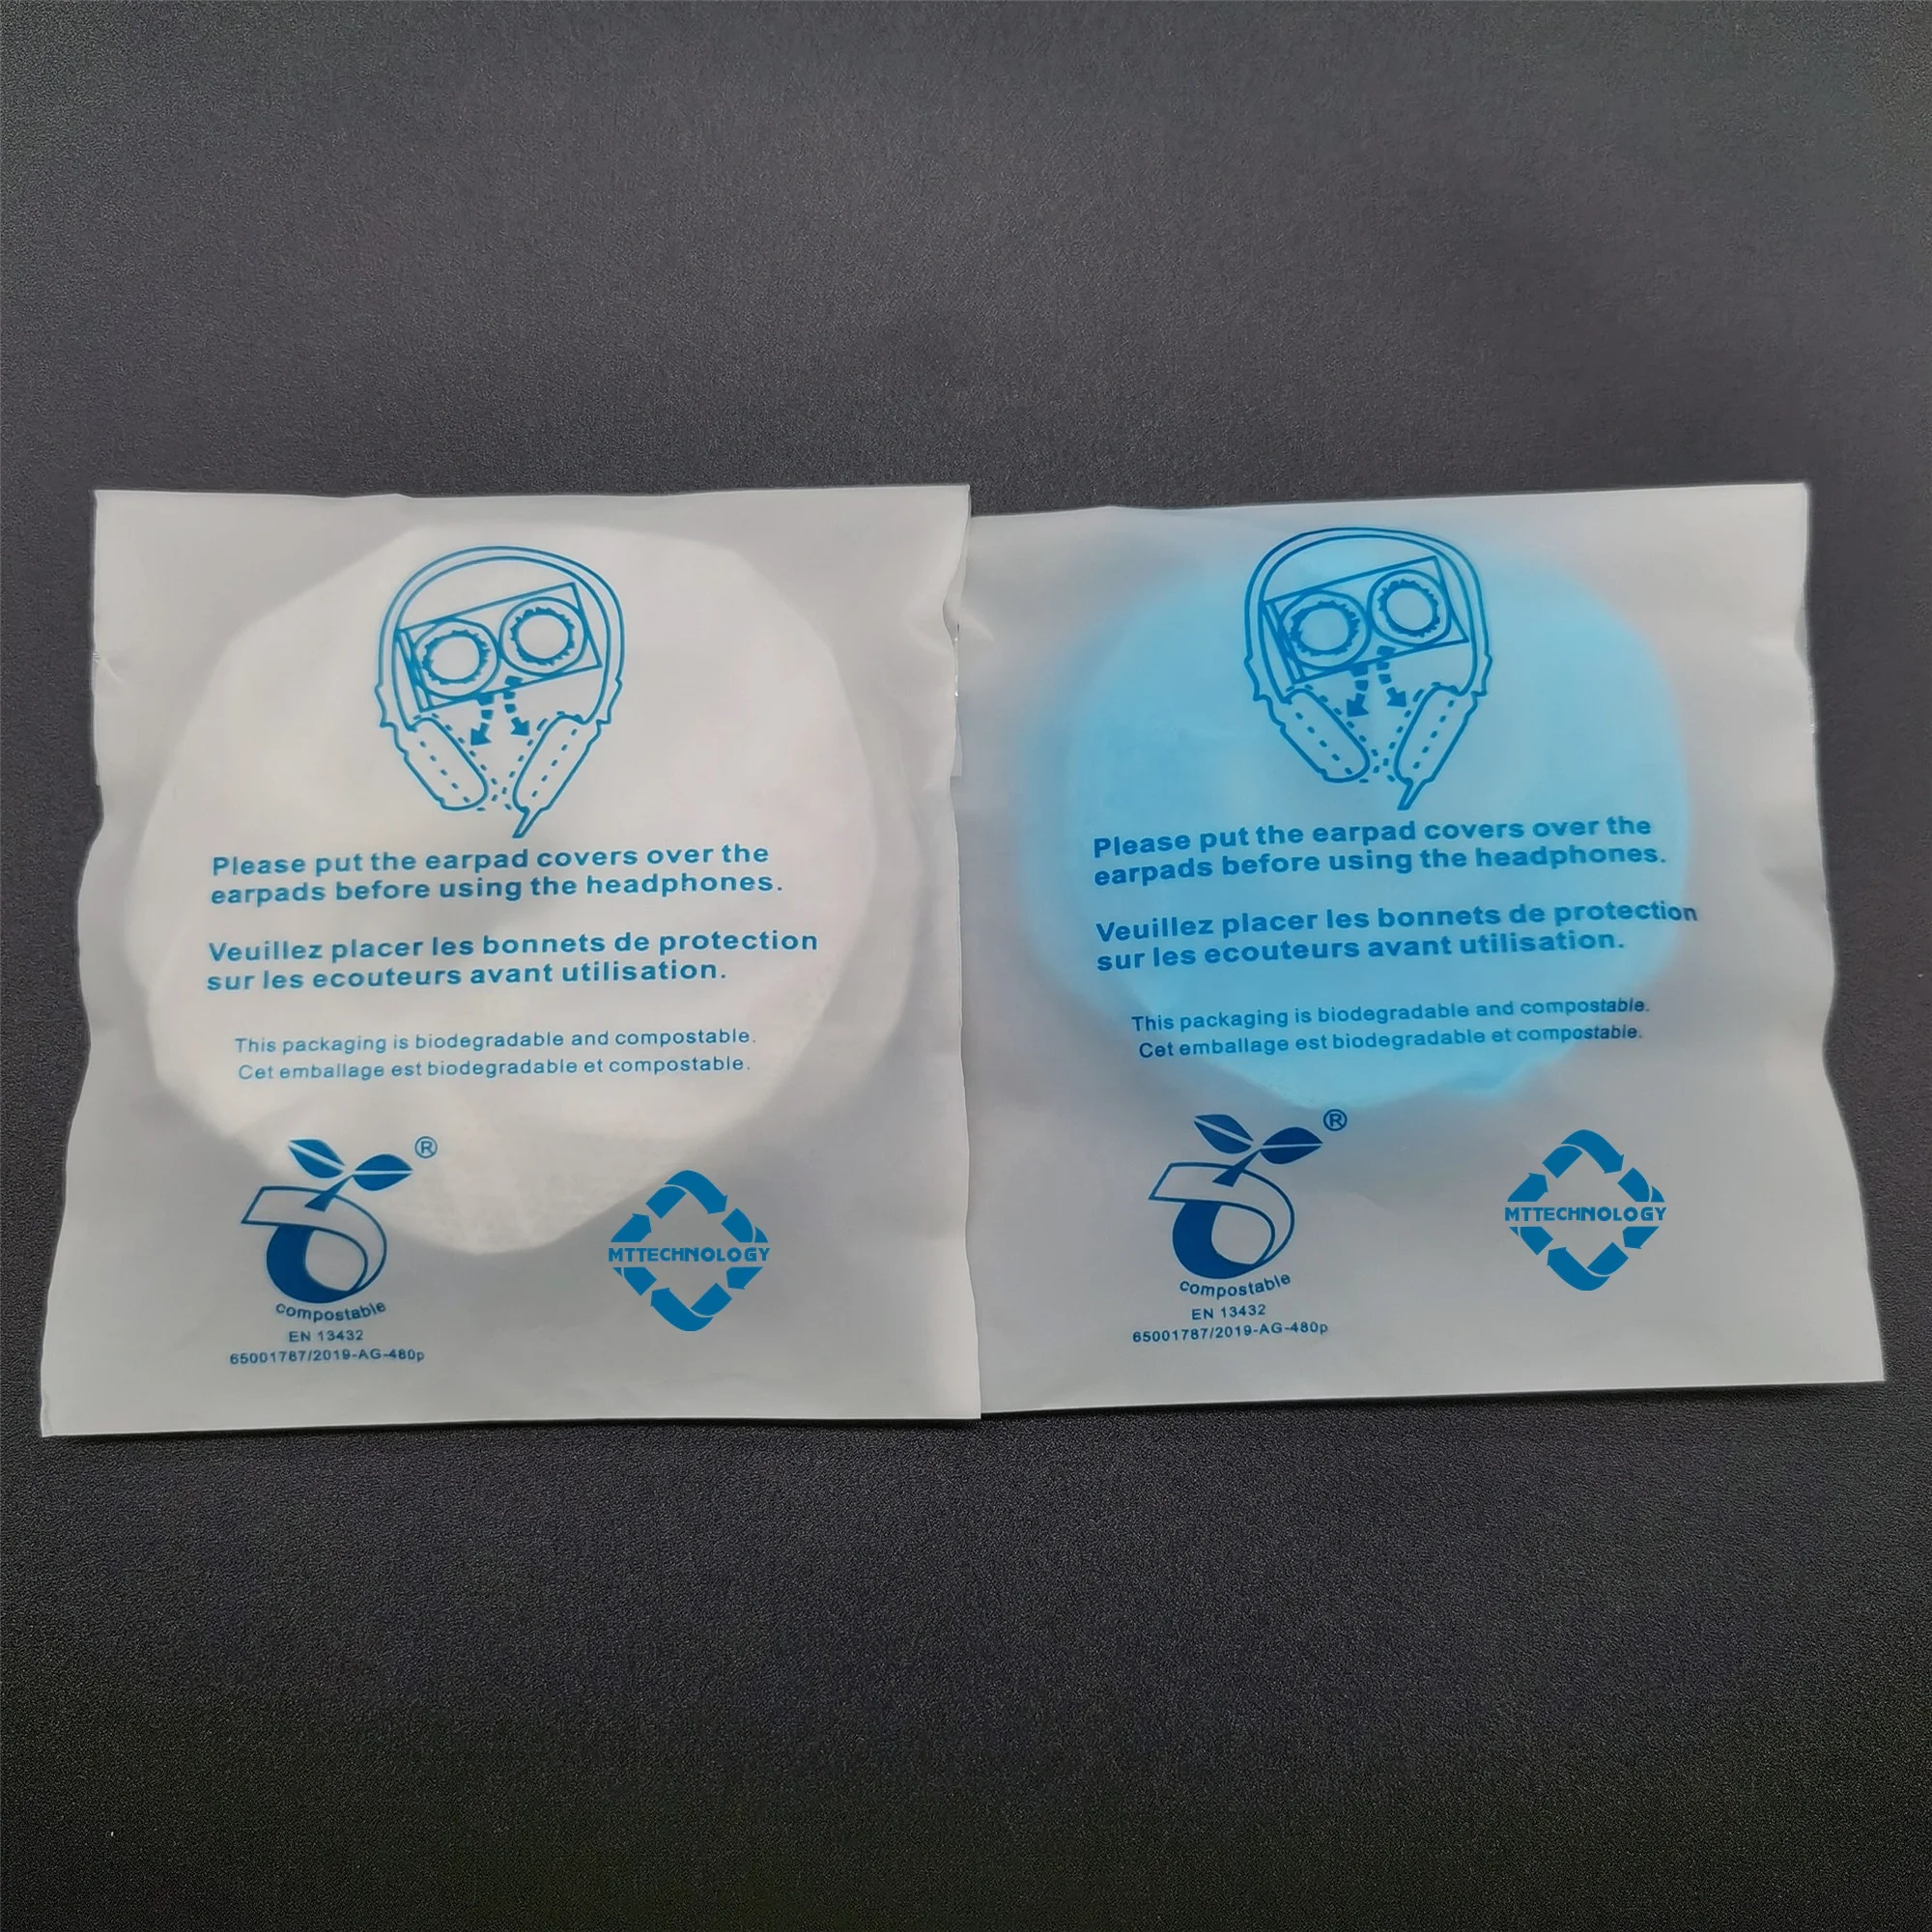 Please put the earpad covers over the
earpads before using the headphones.
Veuillez placer les bonnets de protection
sur les ecouteurs avant utilisation.
This packaging is biodegradable and compostable.
Cet emballage est biodegradable et compostable.
®
MTTECHNOLOGY
compostable
EN 13432
65001787/2019-AG-480p
Please put the earpad covers over the
earpads before using the headphones.
Veuillez placer les bonnets de protection
sur les ecouteurs avant utilisation.
This packaging is biodegradable and compostable.
Cet emballage est biodegradable et compostable.
®
MTTECHNOLOGY
compostable
EN 13432
65001787/2019-AG-480p